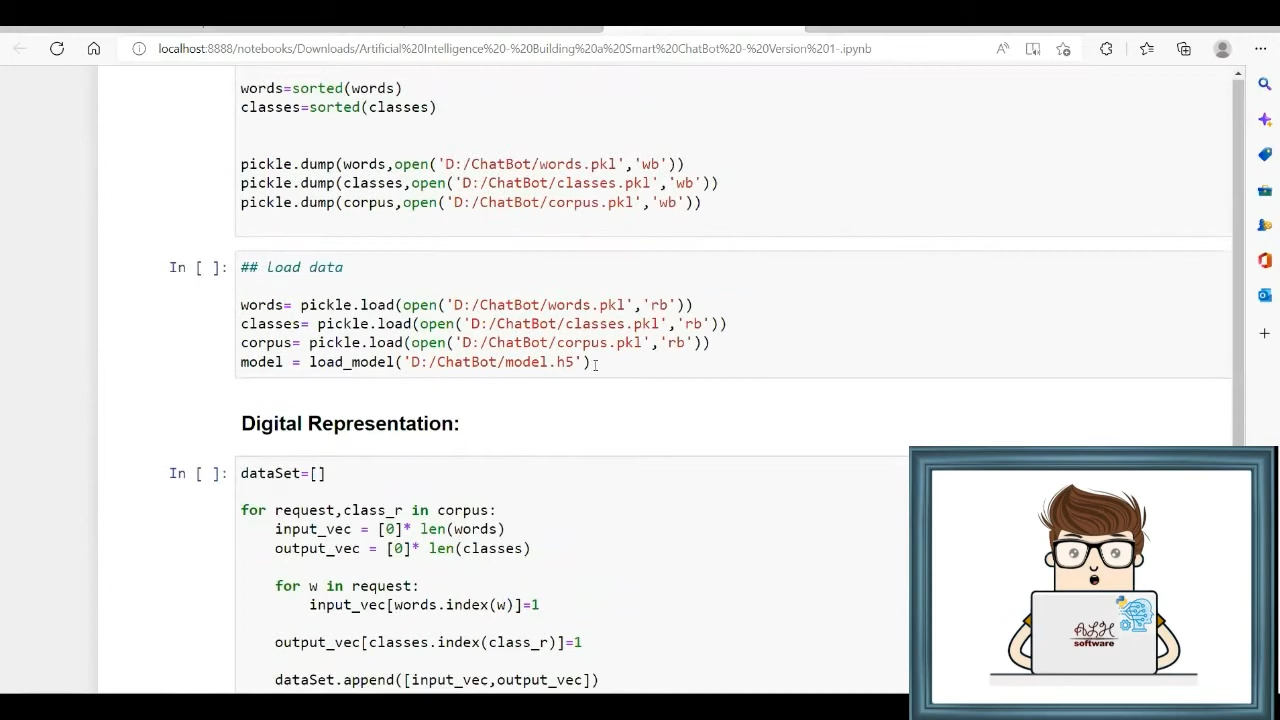 localhost:8888/notebooks/Downloads/Artificial%20Intelligence%20-%20Building%20a%20Smart%20ChatBot%20-%20Version%201-.ipynb
words=sorted(words)
classes=sorted(classes)
pickle.dump(words,open('D:/ChatBot/words.pkl','wb'))
pickle.dump(classes,open('D:/ChatBot/classes.pkl','wb'))
pickle.dump(corpus,open('D:/ChatBot/corpus.pkl','wb'))
In [ ]:
## Load data
words= pickle.load(open('D:/ChatBot/words.pkl','rb'))
classes= pickle.load(open('D:/ChatBot/classes.pkl','rb'))
corpus= pickle.load(open('D:/ChatBot/corpus.pkl','rb'))
model = load_model('D:/ChatBot/model.h5')
Digital Representation:
In [ ]:
dataSet=[]
for request,class_r in corpus:
input_vec = [0]* len(words)
output_vec = [0]* len(classes)
for w in request:
input_vec[words.index(w)]=1
output_vec[classes.index(class_r)]=1
dataSet.append([input_vec,output_vec])
ALH
software